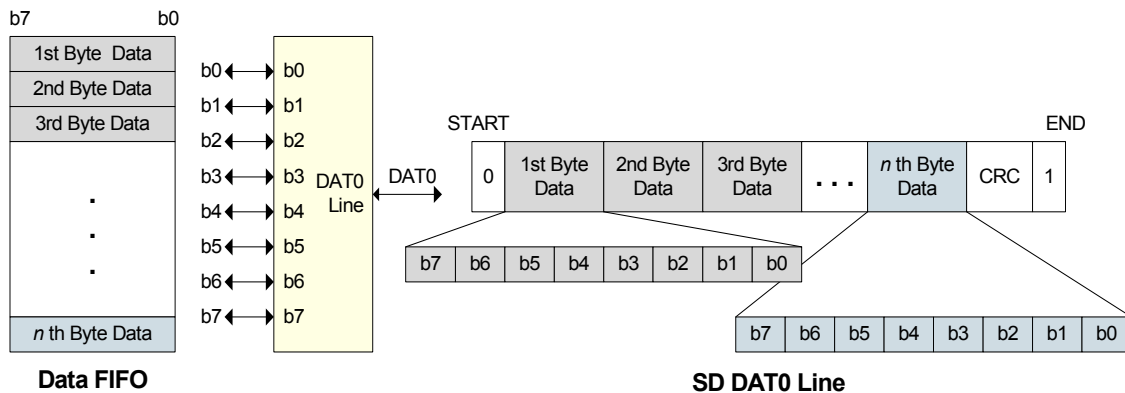 b7 b0
1st Byte Data
2nd Byte Data
3rd Byte Data
.
.
.
n th Byte Data
Data FIFO
b0 b0
b1 b1
b2 b2
b3 b3
b4 b4
b5 b5
b6 b6
b7 b7
DAT0
Line
DAT0
START END
0 1st Byte Data 2nd Byte Data 3rd Byte Data . . . n th Byte Data CRC 1
b7 b6 b5 b4 b3 b2 b1 b0
b7 b6 b5 b4 b3 b2 b1 b0
SD DAT0 Line